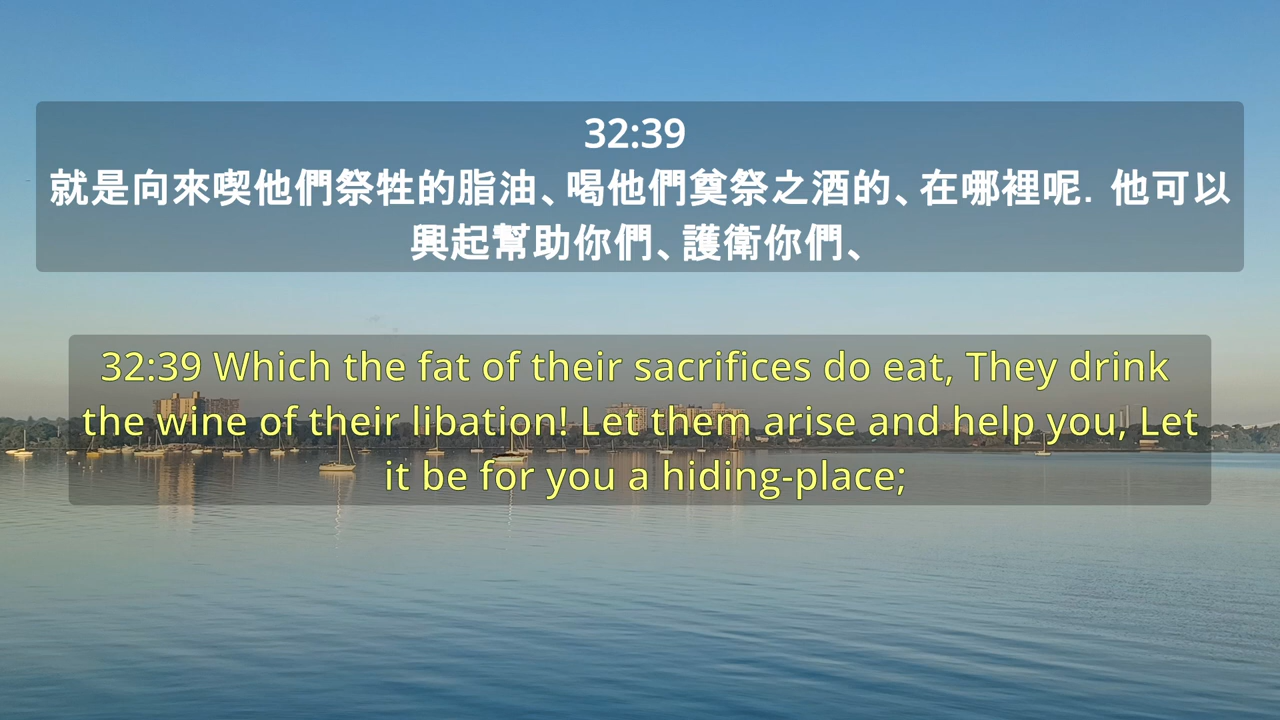 32:39
就是向來喫他們祭牲的脂油、喝他們奠祭之酒的、在哪裡呢．他可以
興起幫助你們、護衛你們、
32:39 Which the fat of their sacrifices do eat, They drink
the wine of their libation! Let them arise and help you, Let
it be for you a hiding-place;